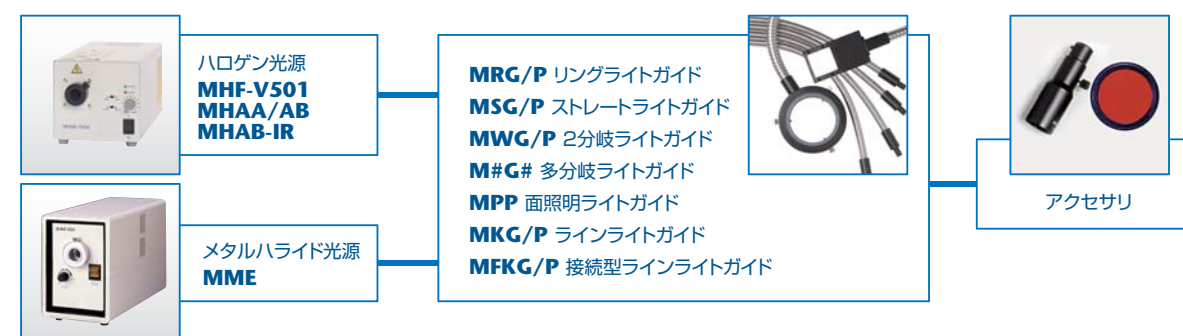 ハロゲン光源
MHF-V501
MHAA/AB
MHAB-IR
メタルハライド光源
MME
MRG/P リングライトガイド
MSG/P ストレートライトガイド
MWG/P 2分岐ライトガイド
M#G# 多分岐ライトガイド
MPP 面照明ライトガイド
MKG/P ラインライトガイド
MFKG/P 接続型ラインライトガイド
アクセサリ